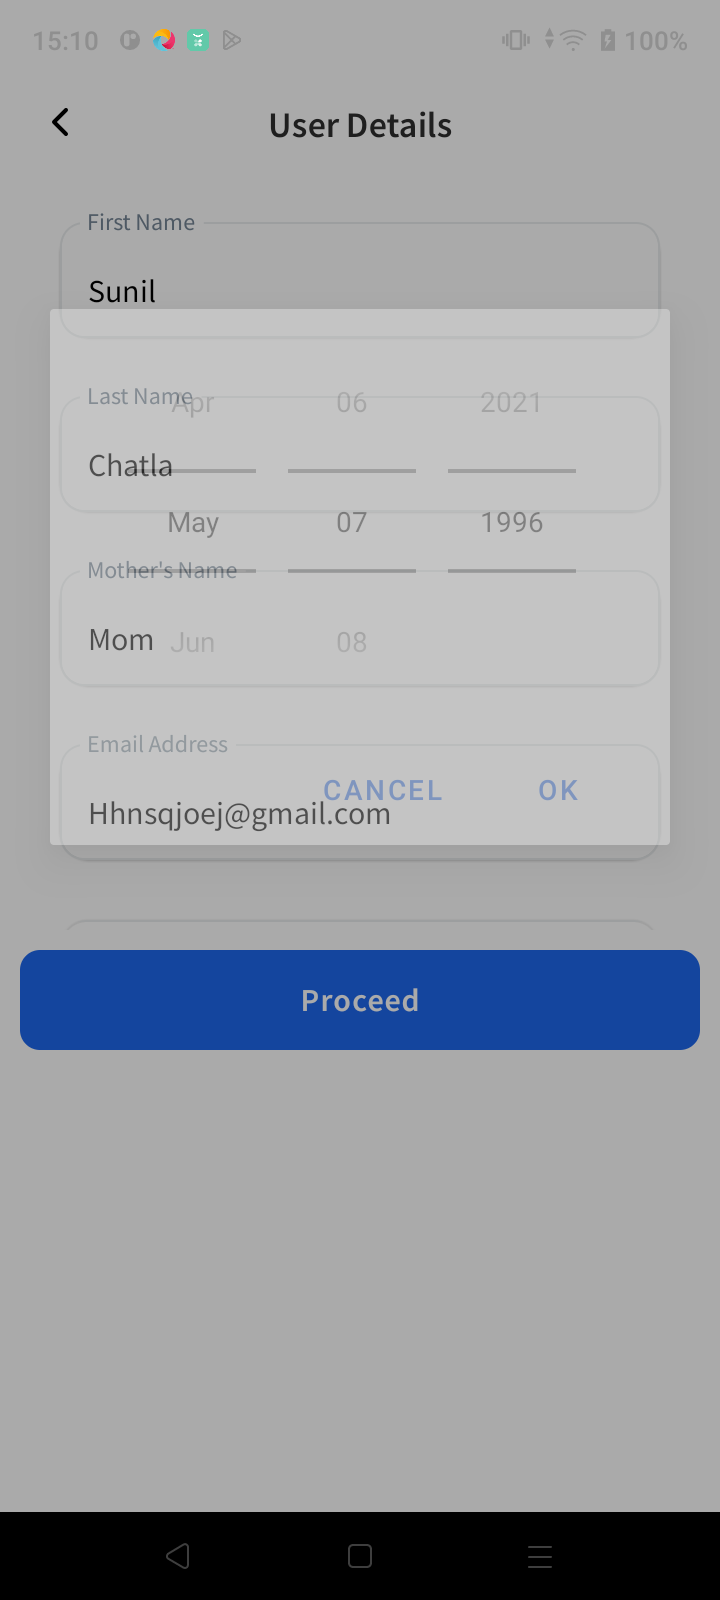 15:10 100%
User Details
First Name
Sunil
Last Name
Apr 06 2021
Chatla
May 07 1996
Mother's Name
Mom
Jun 08
Email Address
CANCEL OK
Hhnsqjoej@gmail.com
Proceed